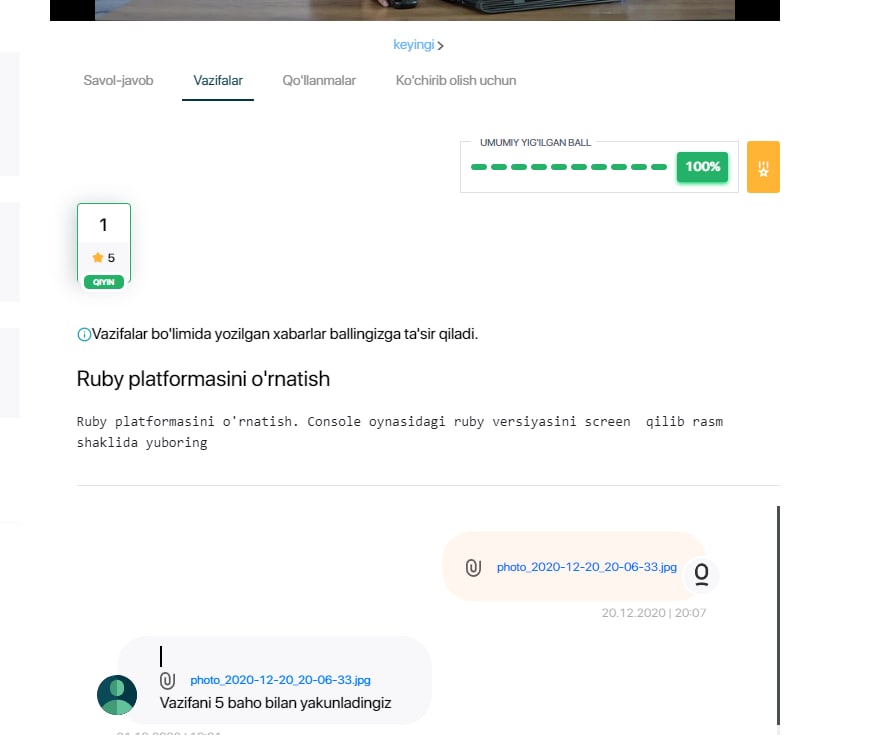 keyingi
Savol-javob Vazifalar Qo'llanmalar Ko'chirib olish uchun
UMUMIY YIG'ILGAN BALL
100%
1
5
QIYIN
Vazifalar bo'limida yozilgan xabarlar ballingizga ta'sir qiladi.
Ruby platformasini o'rnatish
Ruby platformasini o'rnatish. Console oynasidagi ruby versiyasini screen qilib rasm
shaklida yuboring
photo_2020-12-20_20-06-33.jpg
20.12.2020 | 20:07
photo_2020-12-20_20-06-33.jpg
Vazifani 5 baho bilan yakunladingiz